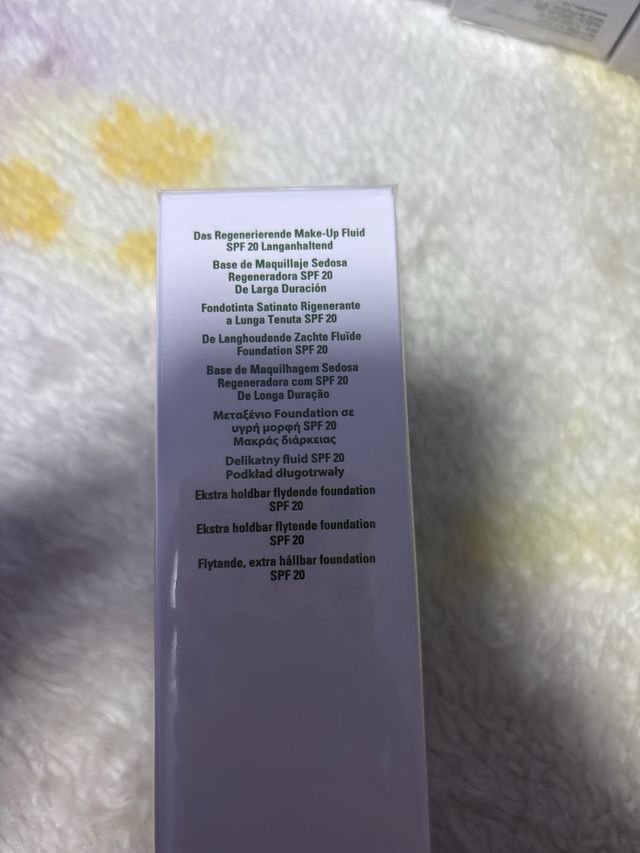 Das Regenerierende Make-Up Fluid
SPF 20 Langanhaltend
Base de Maquillaje Sedosa
Regeneradora SPF 20
De Larga Duración
Fondotinta Satinato Rigenerante
a Lunga Tenuta SPF 20
De Langhoudende Zachte Fluïde
Foundation SPF 20
Base de Maquilhagem Sedosa
Regeneradora com SPF 20
De Longa Duração
Μεταξένιο Foundation σε
υγρή μορφή SPF 20
Μακράς διάρκειας
Delikatny fluid SPF 20
Podkład długotrwały
Ekstra holdbar flydende foundation
SPF 20
Ekstra holdbar flytende foundation
SPF 20
Flytande, extra hållbar foundation
SPF 20